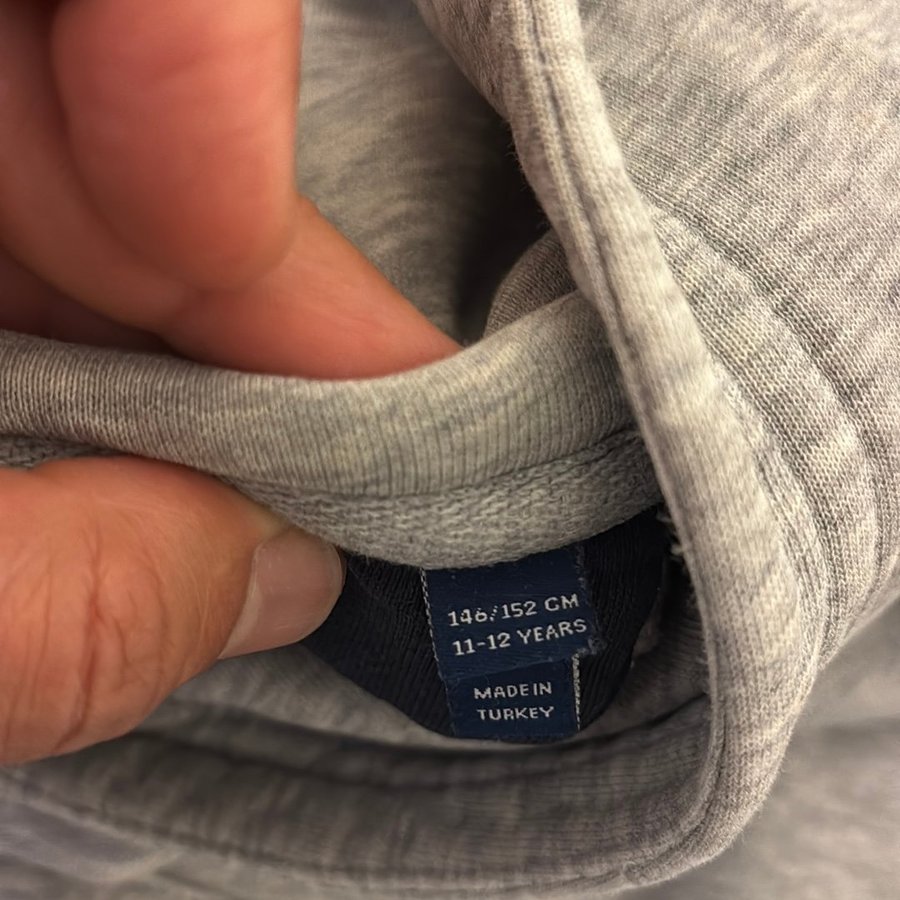 146/152 CM
11-12 YEARS
MADE IN
TURKEY